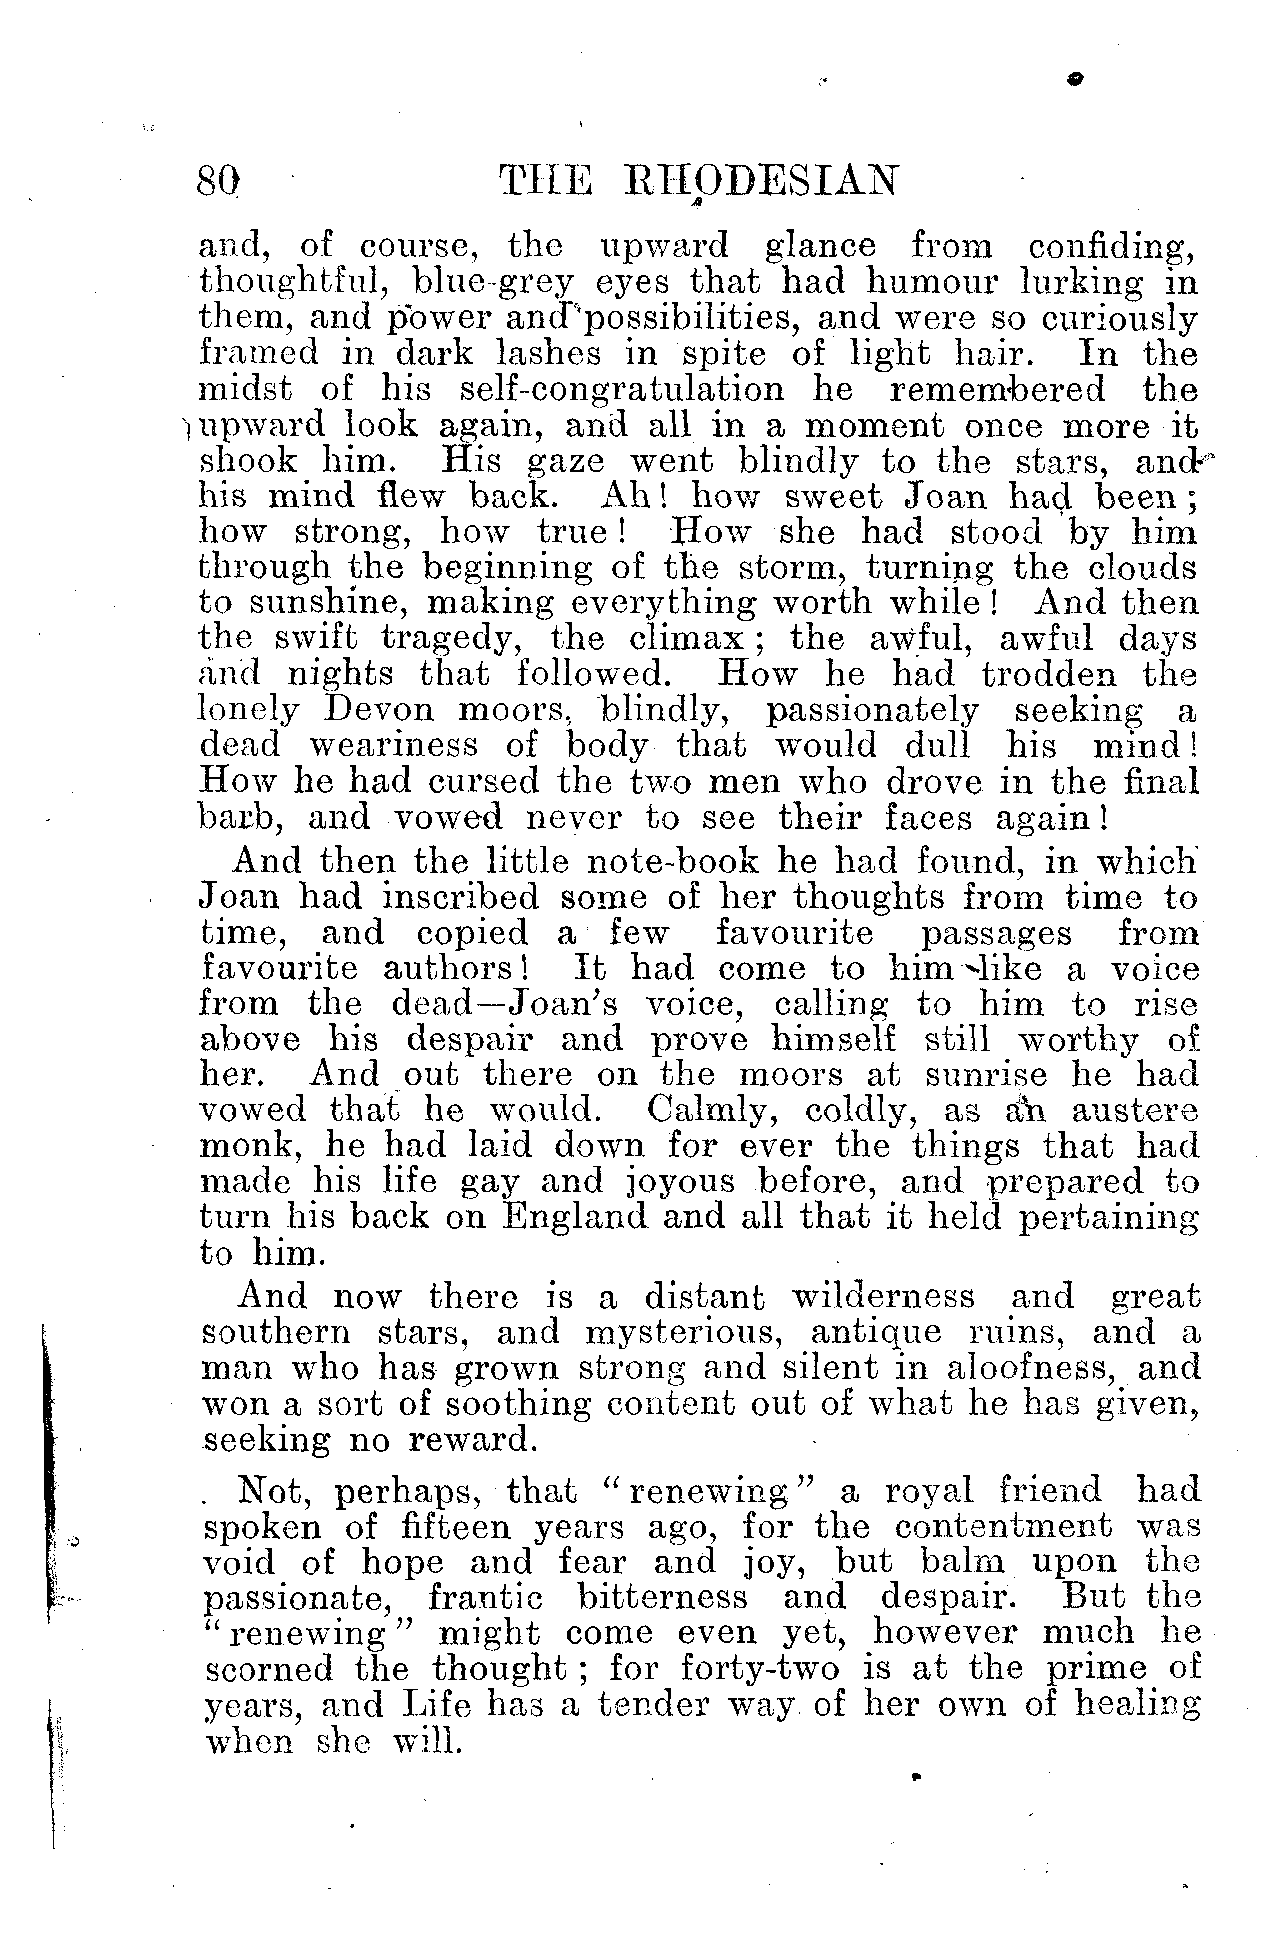 80 THE RHODESIAN
and, of course, the upward glance from confiding,
thoughtful, blue-grey eyes that had humour lurking in
them, and power and possibilities, and were so curiously
framed in dark lashes in spite of light hair. In the
midst of his self-congratulation he remembered the
upward look again, and all in a moment once more it
shook him. His gaze went blindly to the stars, and
his mind flew back. Ah! how sweet Joan had been;
how strong, how true! How she had stood by him
through the beginning of the storm, turning the clouds
to sunshine, making everything worth while! And then
the swift tragedy, the climax; the awful, awful days
and nights that followed. How he had trodden the
lonely Devon moors, blindly, passionately seeking a
dead weariness of body that would dull his mind!
How he had cursed the two men who drove in the final
barb, and vowed never to see their faces again!
And then the little note-book he had found, in which
Joan had inscribed some of her thoughts from time to
time, and copied a few favourite passages from
favourite authors! It had come to him like a voice
from the dead—Joan's voice, calling to him to rise
above his despair and prove himself still worthy of
her. And out there on the moors at sunrise he had
vowed that he would. Calmly, coldly, as an austere
monk, he had laid down for ever the things that had
made his life gay and joyous before, and prepared to
turn his back on England and all that it held pertaining
to him.
And now there is a distant wilderness and great
southern stars, and mysterious, antique ruins, and a
man who has grown strong and silent in aloofness, and
won a sort of soothing content out of what he has given,
seeking no reward.
Not, perhaps, that "renewing" a royal friend had
spoken of fifteen years ago, for the contentment was
void of hope and fear and joy, but balm upon the
passionate, frantic bitterness and despair. But the
"renewing" might come even yet, however much he
scorned the thought; for forty-two is at the prime of
years, and Life has a tender way of her own of healing
when she will.